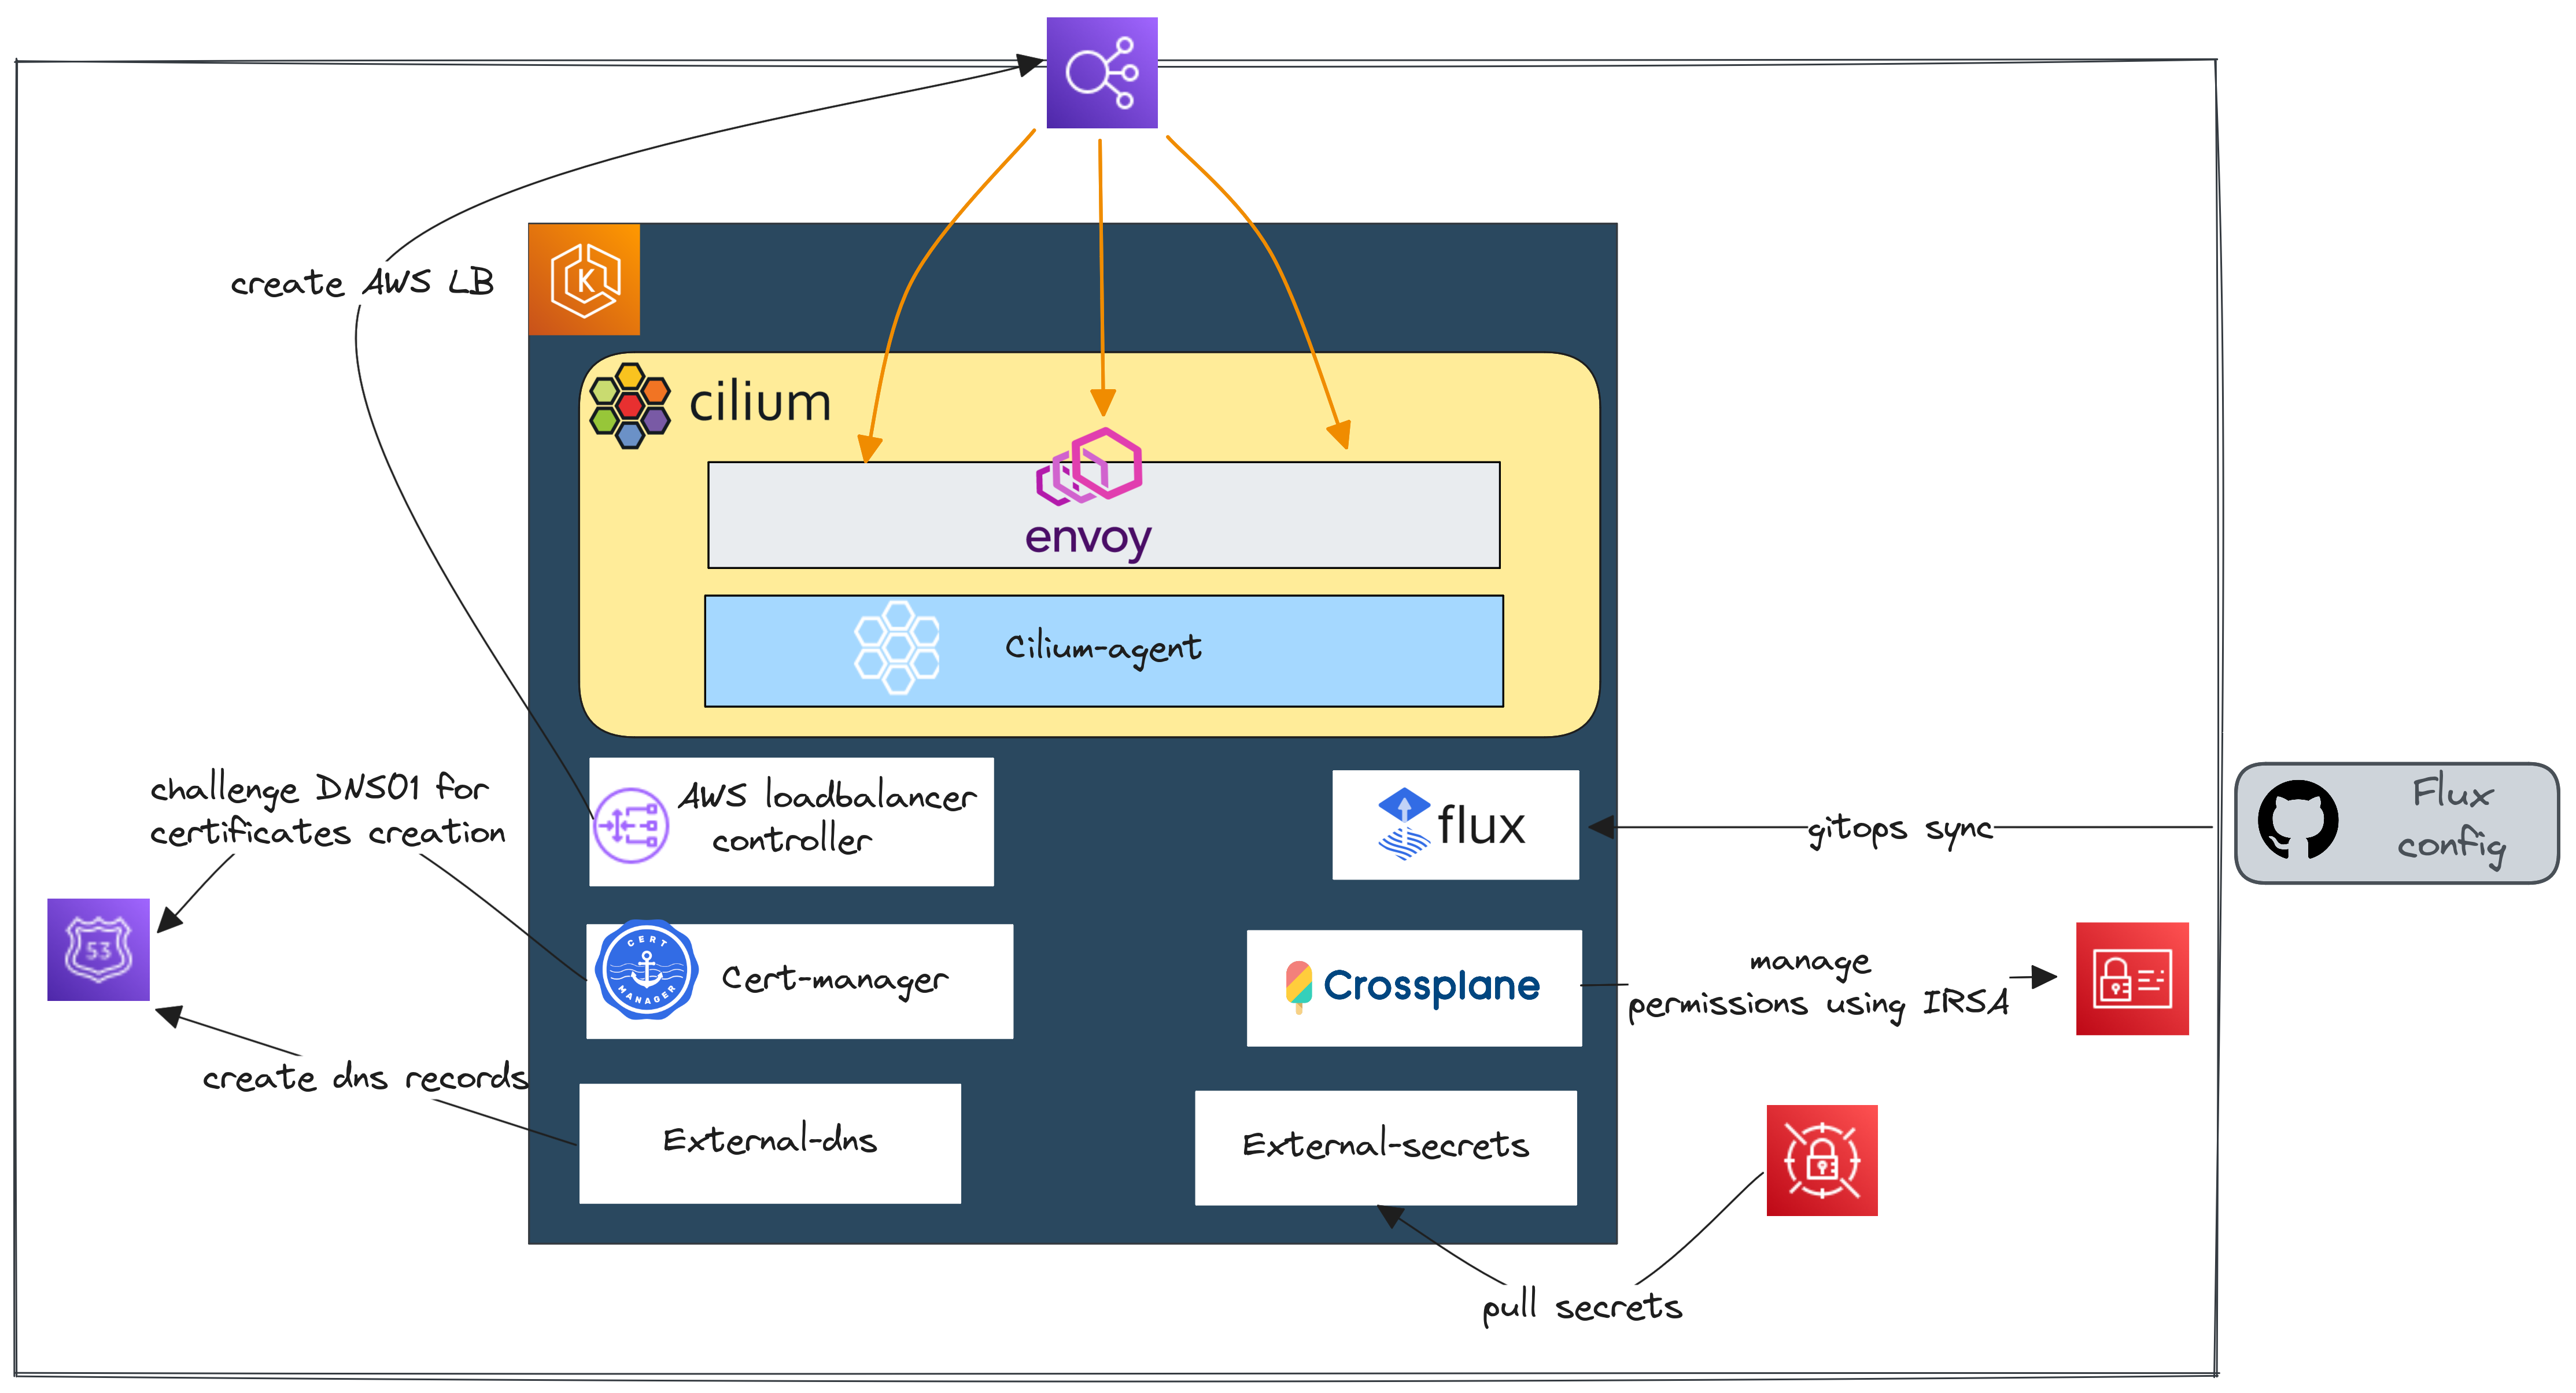 create AWS LB
K
cilium
envoy
Cilium-agent
AWS loadbalancer
controller
flux
gitops sync
Flux
config
challenge DNS01 for
certificates creation
53
CERT
MANAGER
Cert-manager
Crossplane
manage
permissions using IRSA
create dns records
External-dns
External-secrets
pull secrets